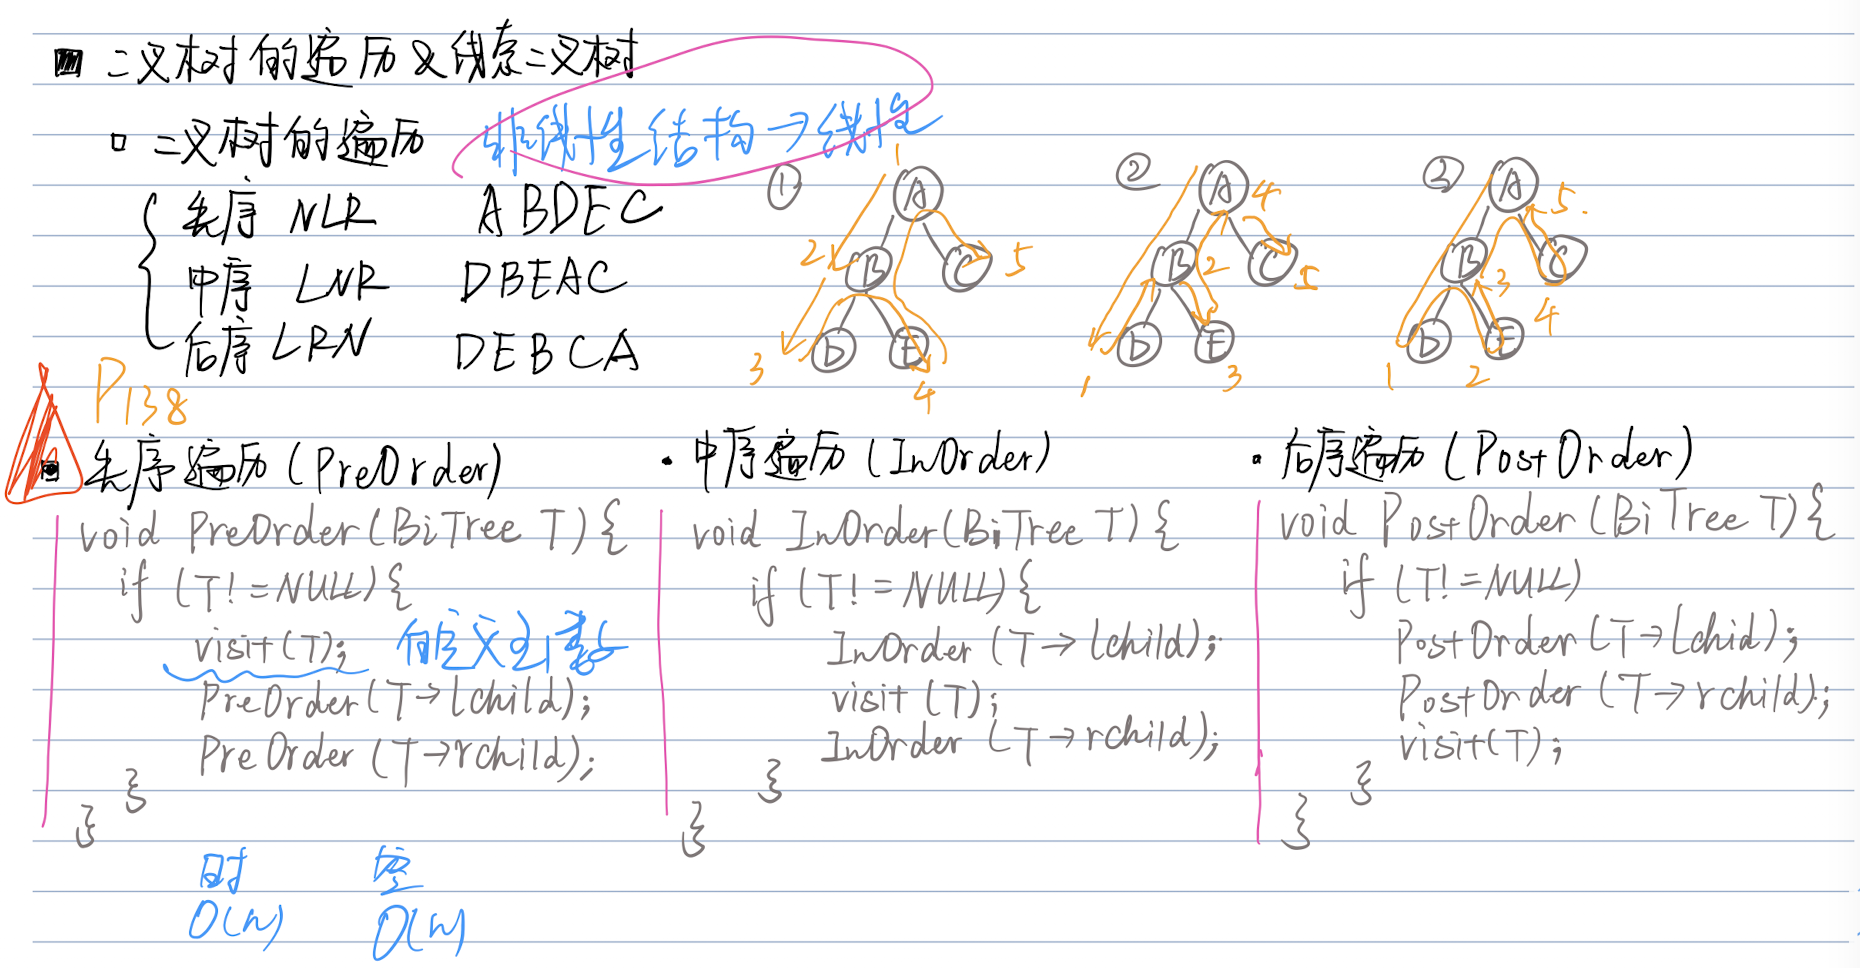 二叉树的遍历及线索二叉树
二叉树的遍历 非线性结构→线性
先序 NLR ABDEC
中序 LNR DBEAC
后序 LRN DEBCA
① A B C D E 1 2 3 4 5
② A B C D E 1 2 3 4 5
③ A B C D E 1 2 3 4 5
P138
先序遍历(PreOrder)
void PreOrder(BiTree T){
if (T!=NULL){
visit(T); 自定义函数
PreOrder(T→lchild);
PreOrder(T→rchild);
}
}
时 空
O(n) O(n)
·中序遍历(InOrder)
void InOrder(BiTree T){
if (T!=NULL){
InOrder(T→lchild);
visit(T);
InOrder(T→rchild);
}
}
·后序遍历(PostOrder)
void PostOrder(BiTree T){
if (T!=NULL)
PostOrder(T→lchid);
PostOrder(T→rchild);
visit(T);
}
}